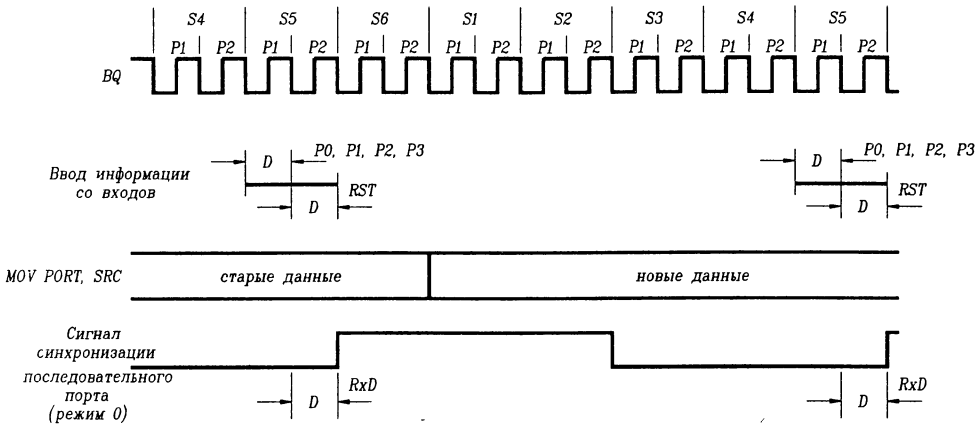 S4 S5 S6 S1 S2 S3 S4 S5
P1 P2 P1 P2 P1 P2 P1 P2 P1 P2 P1 P2 P1 P2 P1 P2
BQ
D P0, P1, P2, P3 D P0, P1, P2, P3
Ввод информации
со входов
RST RST
D D
MOV PORT, SRC старые данные новые данные
Сигнал
синхронизации
последовательного
порта
(режим 0)
RxD RxD
D D